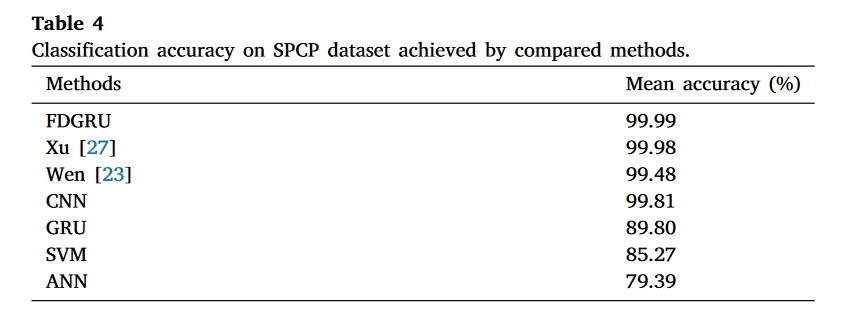 Table 4
Classification accuracy on SPCP dataset achieved by compared methods.
Methods Mean accuracy (%)
FDGRU 99.99
Xu [27] 99.98
Wen [23] 99.48
CNN 99.81
GRU 89.80
SVM 85.27
ANN 79.39